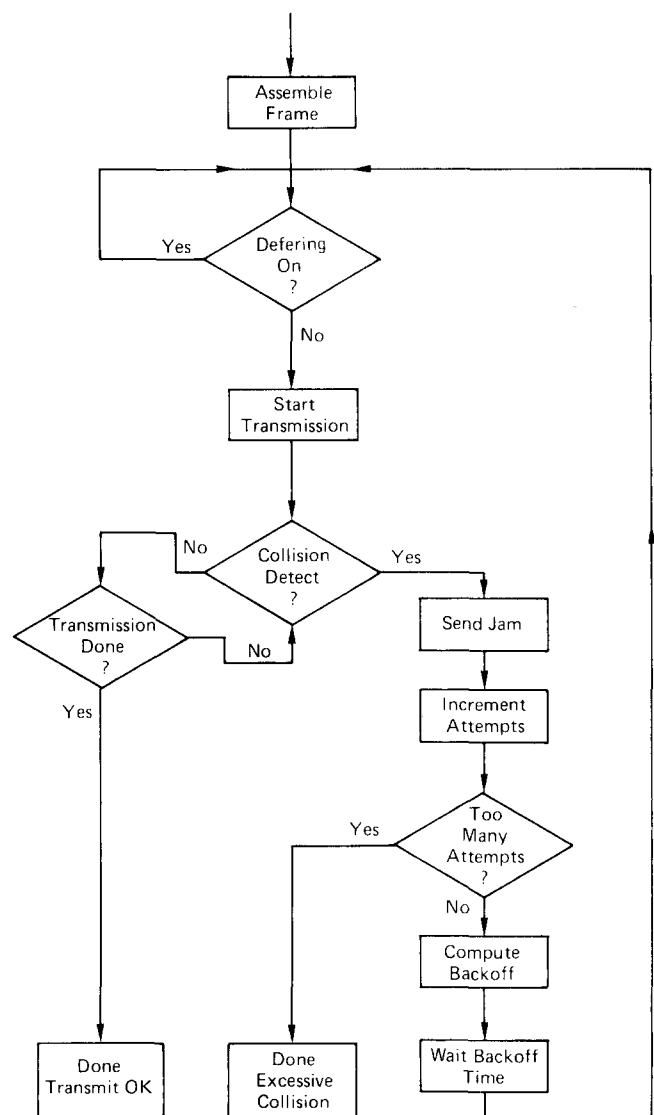 Assemble
Frame
Yes
Defering
On
?
No
Start
Transmission
No
Collision
Detect
?
Yes
Transmission
Done
?
No
Send Jam
Yes
Increment
Attempts
Yes
Too
Many
Attempts
?
No
Compute
Backoff
Done
Transmit OK
Done
Excessive
Collision
Wait Backoff
Time